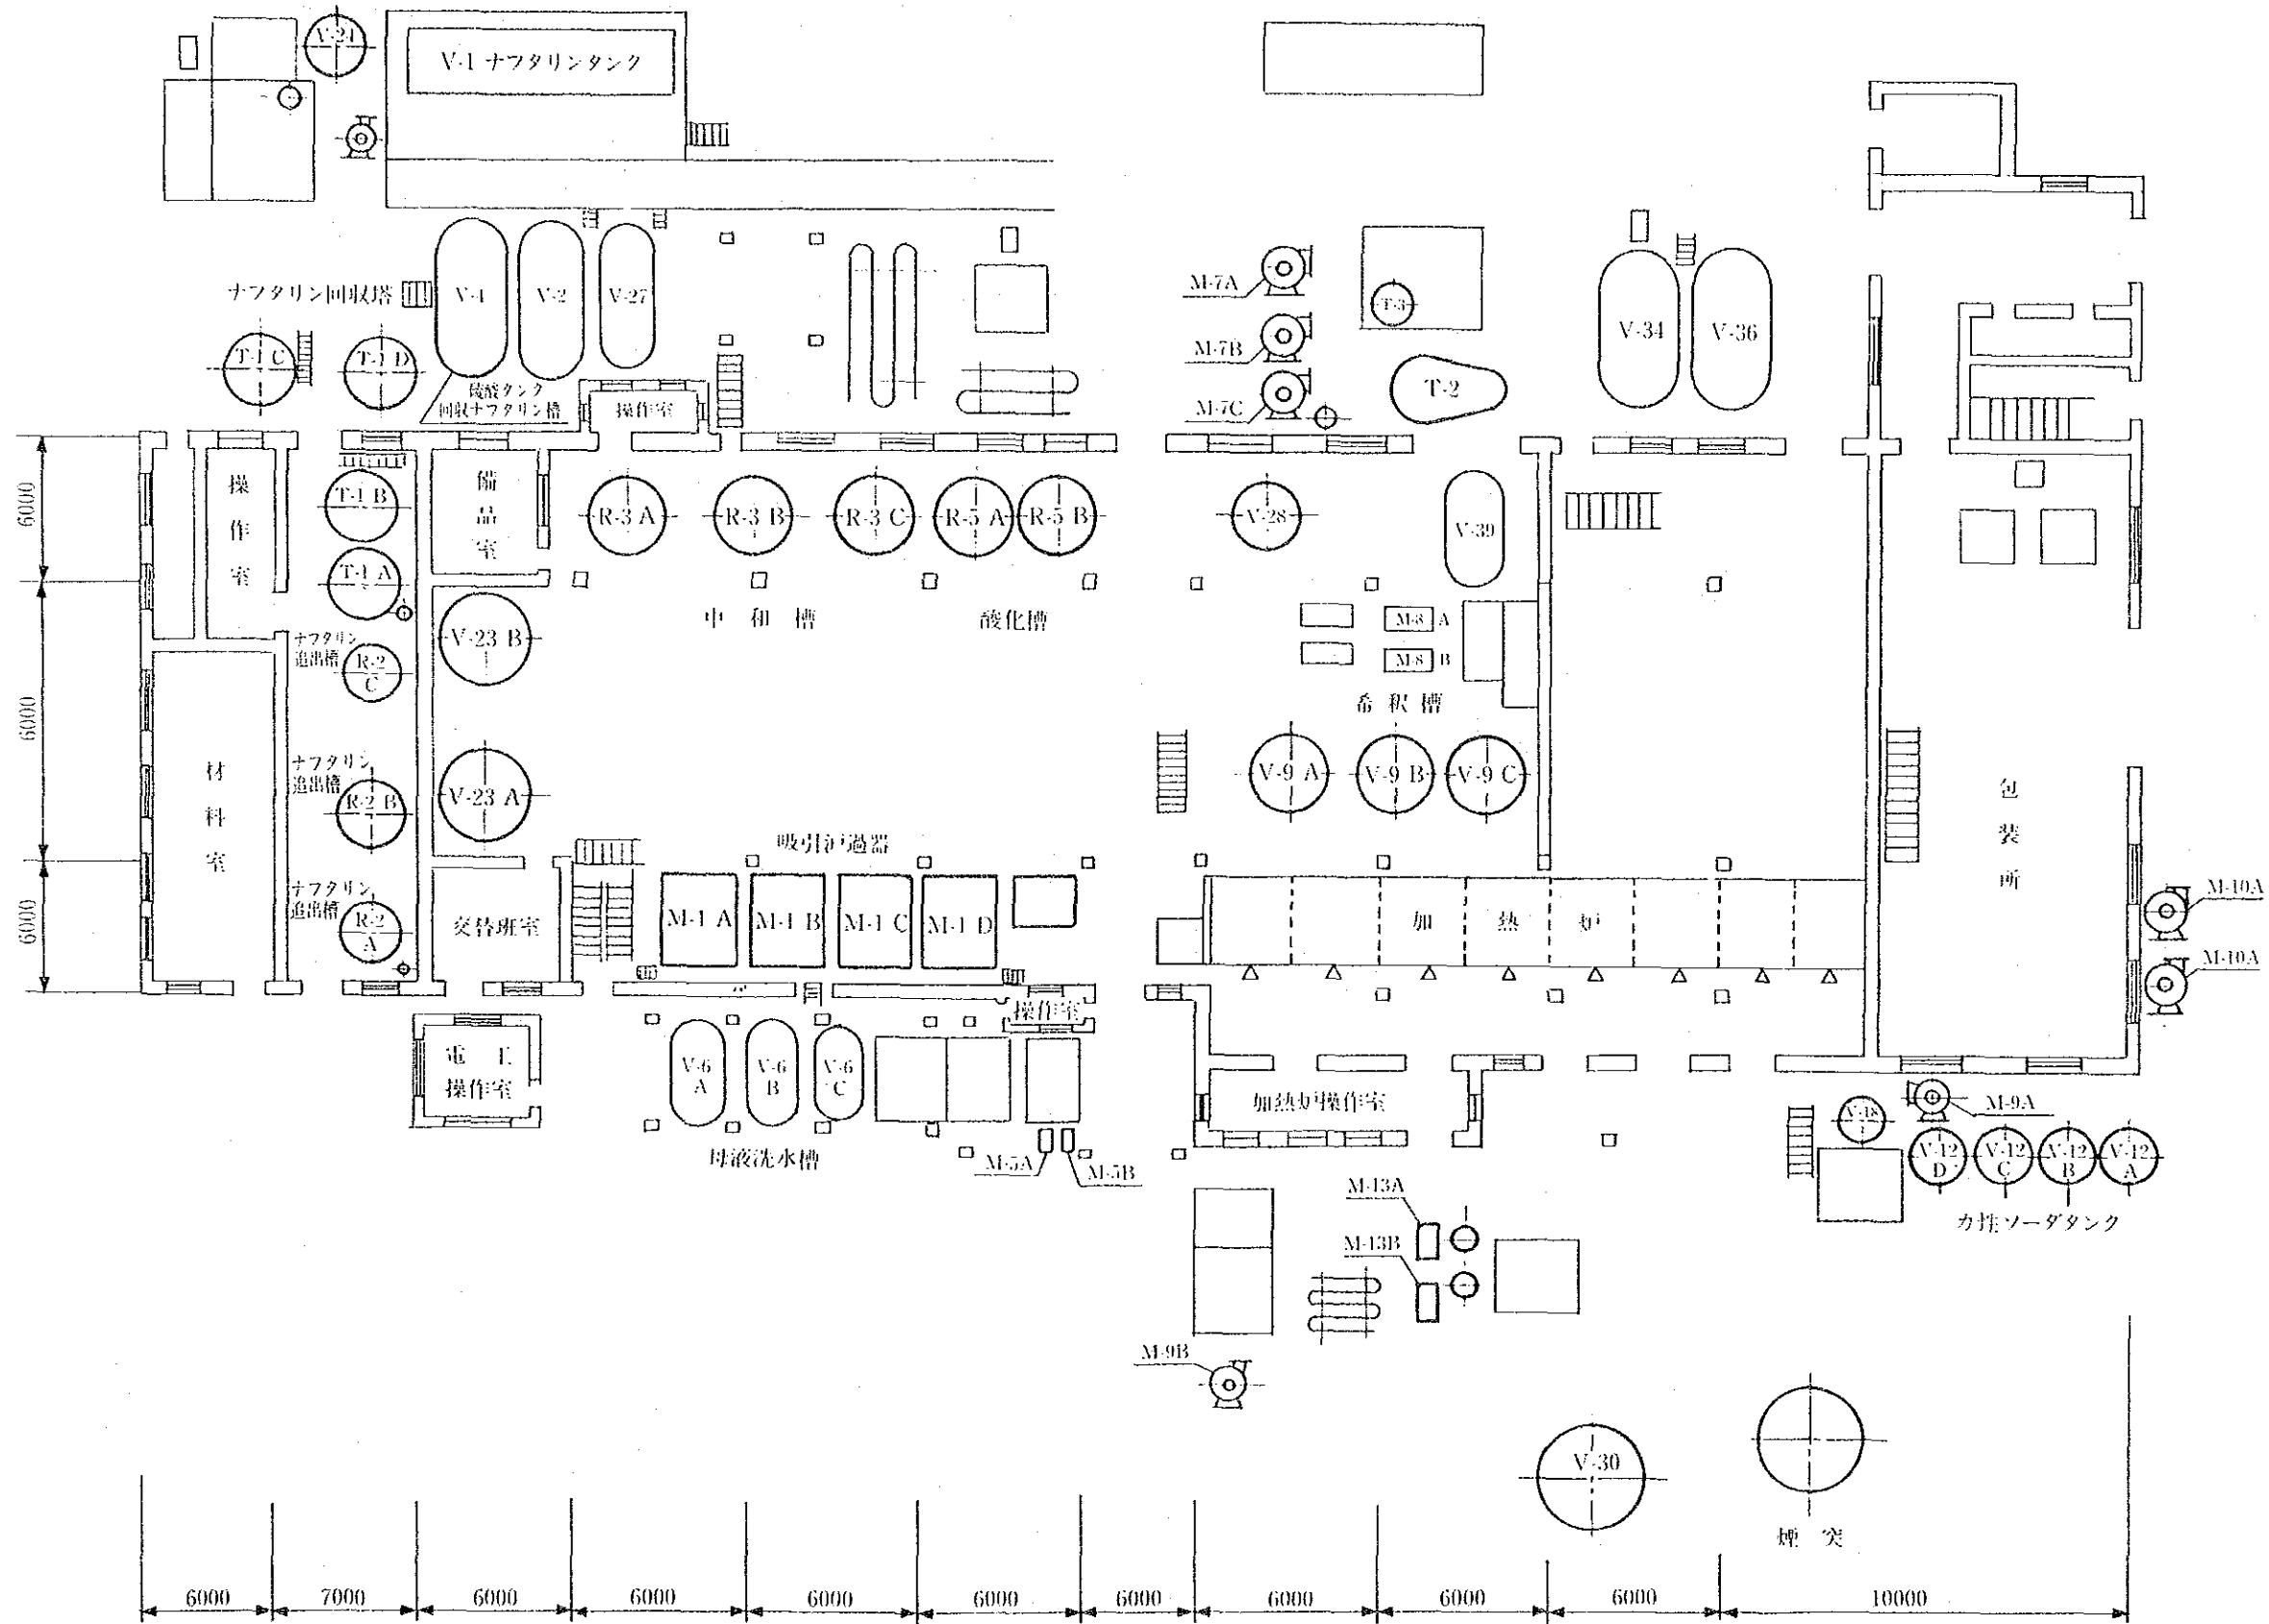 V-24
V-1 ナフタリンタンク
ナフタリン回収塔
V-4
V-2
V-27
M-7A
M-7B
M-7C
T-3
T-2
V-34
V-36
T-1 C
T-1 D
硫酸タンク
回収ナフタリン槽
操作室
操作室
T-1 B
T-1 A
備品室
R-3 A
R-3 B
R-3 C
R-5 A
R-5 B
V-28
V-39
6000
6000
6000
中和槽
酸化槽
M-8 A
M-8 B
希釈槽
ナフタリン
追出槽
R-2
C
V-23 B
V-9 A
V-9 B
V-9 C
材料室
ナフタリン
追出槽
R-2 B
V-23 A
包装所
吸引沪過器
ナフタリン
追出槽
R-2
A
交替班室
M-1 A
M-1 B
M-1 C
M-1 D
加熱炉
M-10A
M-10A
操作室
電工
操作室
V-6
A
V-6
B
V-6
C
母液洗水槽
M-5A
M-5B
加熱炉操作室
V-18
M-9A
V-12
D
V-12
C
V-12
B
V-12
A
カ性ソーダタンク
M-13A
M-13B
M-9B
V-30
煙突
6000
7000
6000
6000
6000
6000
6000
6000
6000
6000
10000